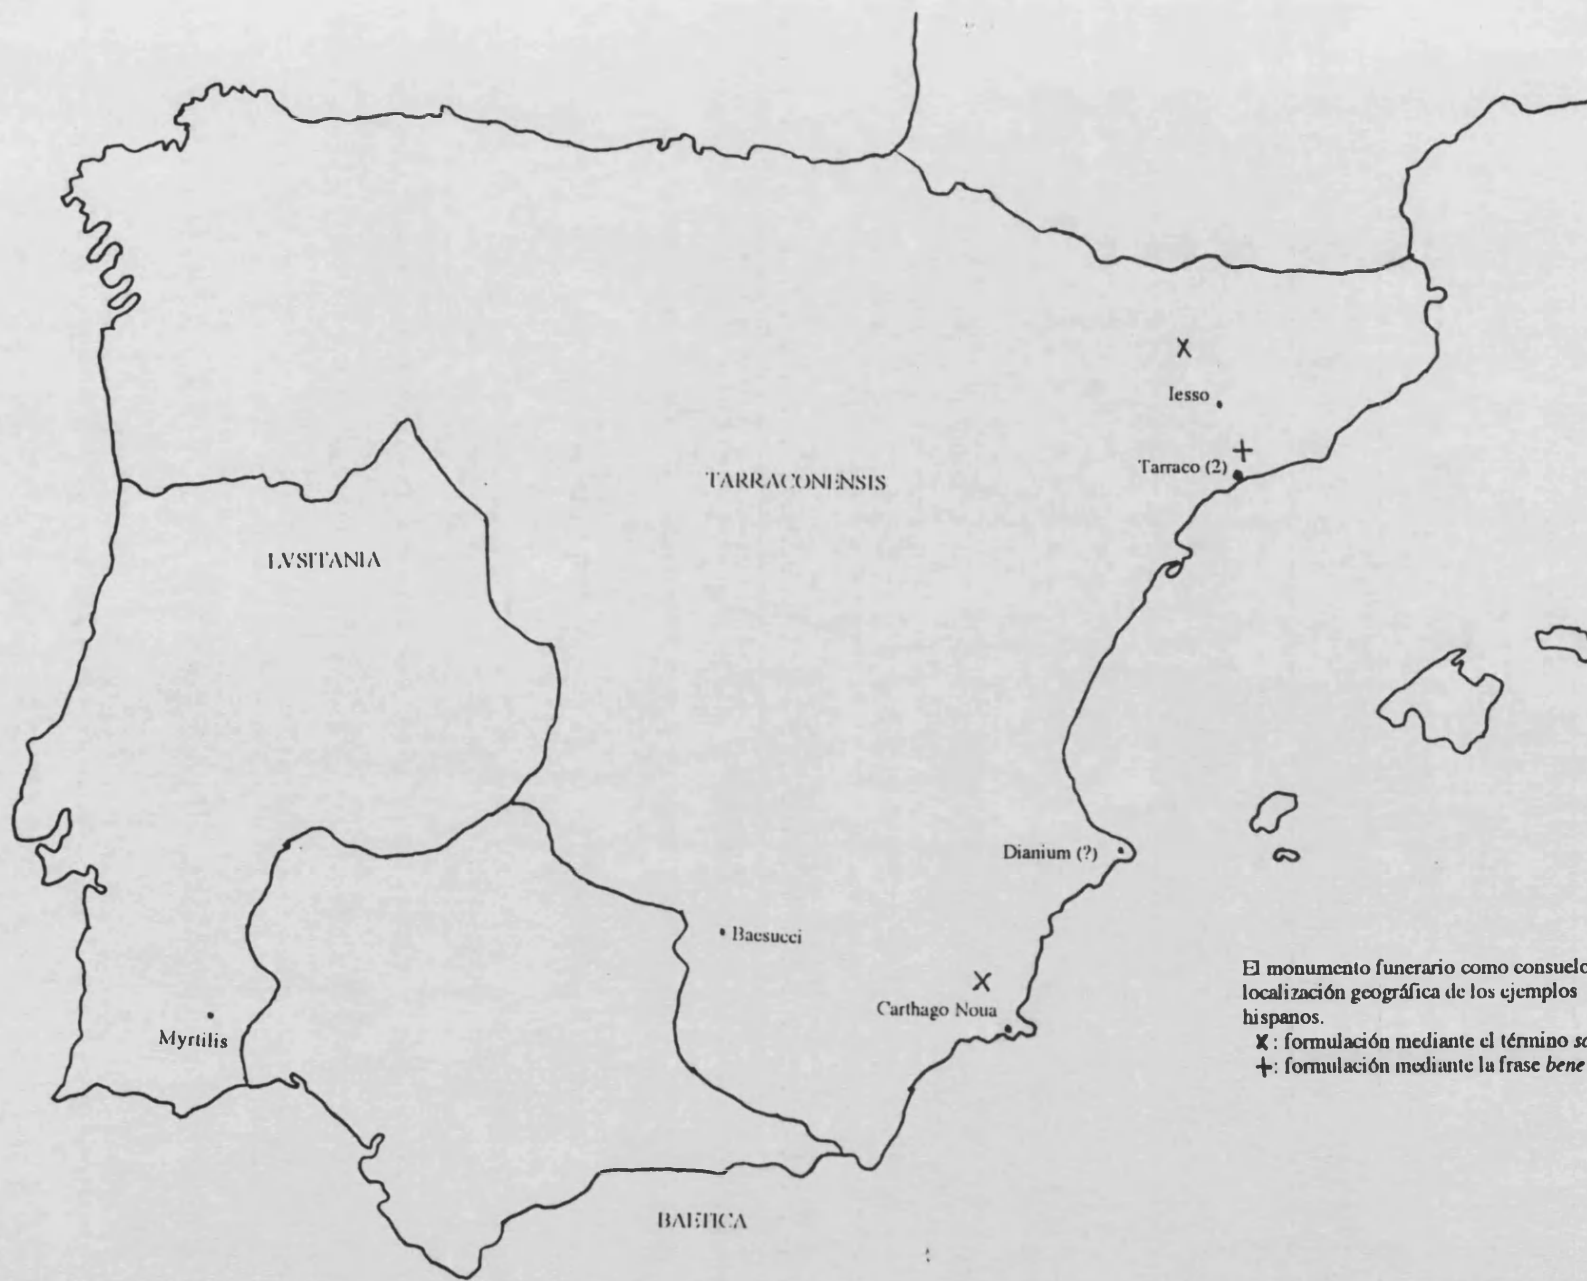 Iesso
Tarraco (2)
TARRACONENSIS
LVSITANIA
Dianium (?)
Baesucci
Carthago Noua
Myrtilis
BAETICA
El monumento funerario como consuelo
localización geográfica de los ejemplos
hispanos.
X: formulación mediante el término
+: formulación mediante la frase bene